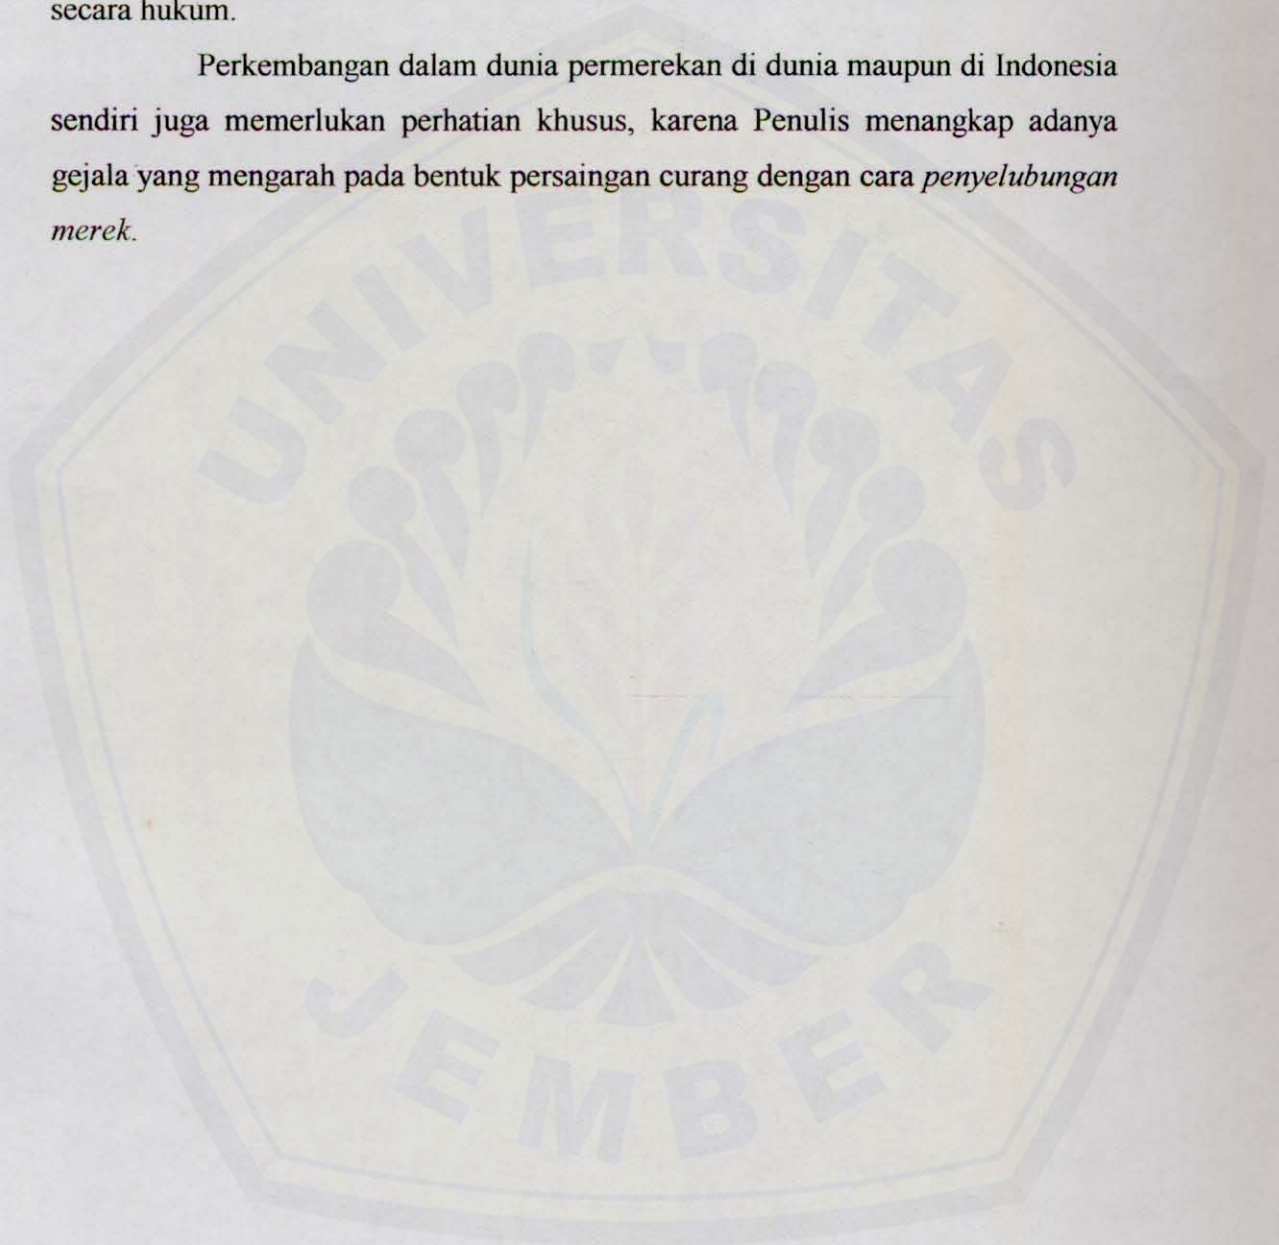 secara hukum.
Perkembangan dalam dunia permerekan di dunia maupun di Indonesia
sendiri juga memerlukan perhatian khusus, karena Penulis menangkap adanya
gejala yang mengarah pada bentuk persaingan curang dengan cara penyelubungan
merek.
UNIVERSITAS
JEMBER